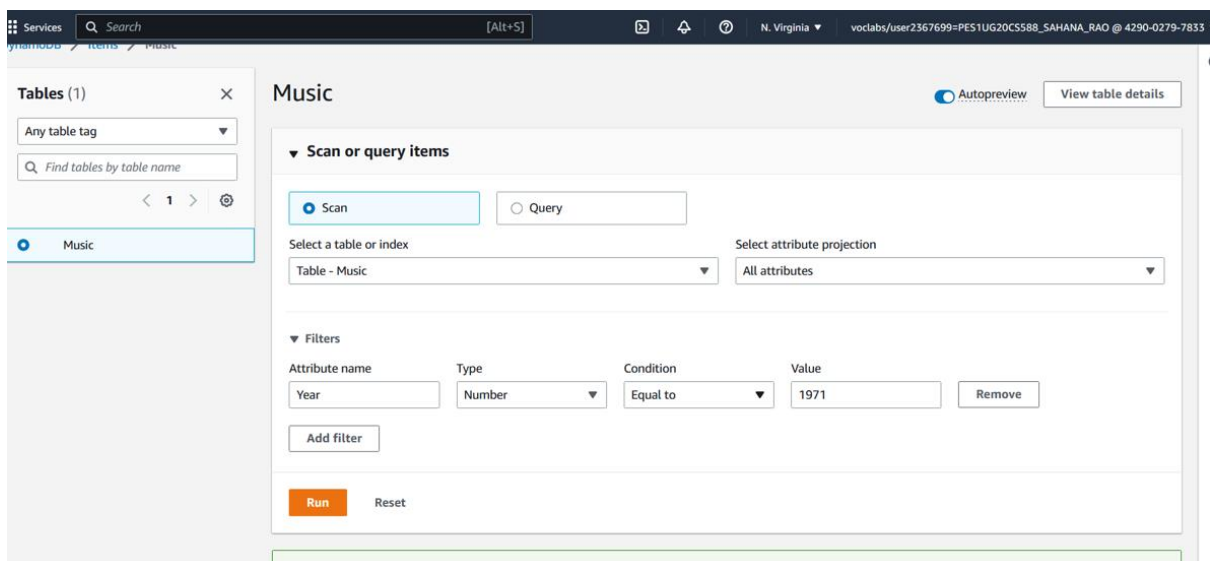 Services Search [Alt+S] N. Virginia voclabs/user2367699=PES1UG20CS588_SAHANA_RAO @ 4290-0279-7833
DynamoDB > Items > Music
Tables (1)
Any table tag
Find tables by table name
1
Music
Music
Autopreview View table details
Scan or query items
Scan Query
Select a table or index Select attribute projection
Table - Music All attributes
Filters
Attribute name Type Condition Value
Year Number Equal to 1971 Remove
Add filter
Run Reset